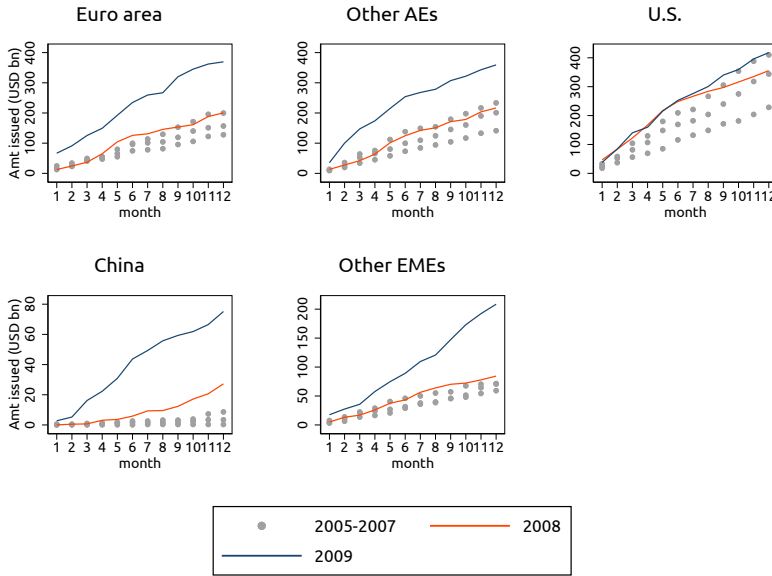 Euro area
Other AEs
U.S.
Amt issued (USD bn)
0 100 200 300 400
1 2 3 4 5 6 7 8 9 10 11 12
month
0 100 200 300 400
1 2 3 4 5 6 7 8 9 10 11 12
month
0 100 200 300 400
1 2 3 4 5 6 7 8 9 10 11 12
month
China
Other EMEs
Amt issued (USD bn)
0 20 40 60 80
1 2 3 4 5 6 7 8 9 10 11 12
month
0 50 100 150 200
1 2 3 4 5 6 7 8 9 10 11 12
month
2005-2007 2008
2009